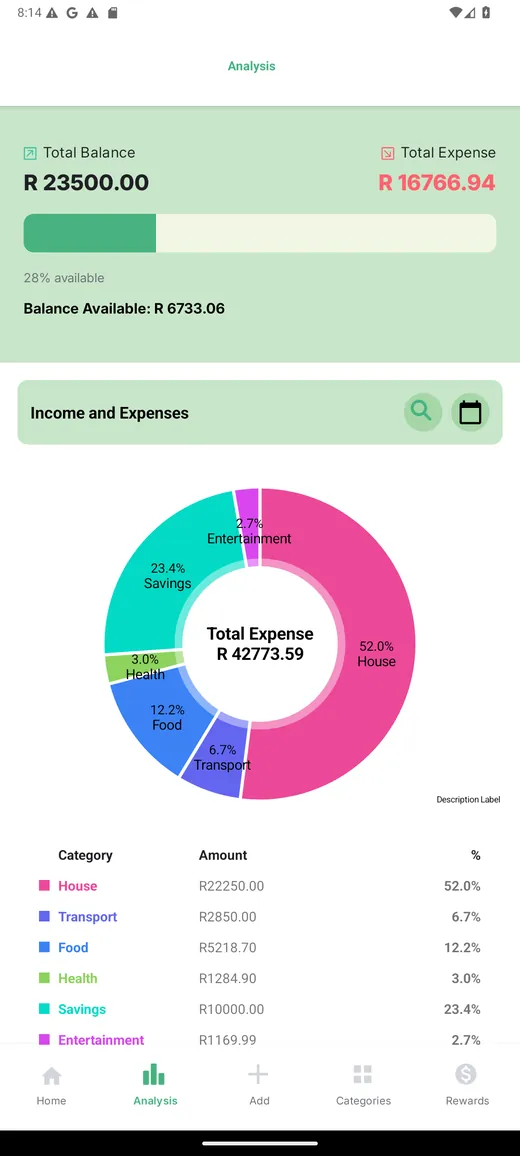 8:14
Analysis
Total Balance Total Expense
R 23500.00 R 16766.94
28% available
Balance Available: R 6733.06
Income and Expenses
2.7%
Entertainment
23.4%
Savings
Total Expense
R 42773.59
52.0%
House
3.0%
Health
12.2%
Food
6.7%
Transport
Description Label
Category Amount %
House R22250.00 52.0%
Transport R2850.00 6.7%
Food R5218.70 12.2%
Health R1284.90 3.0%
Savings R10000.00 23.4%
Entertainment R1169.99 2.7%
Home Analysis Add Categories Rewards